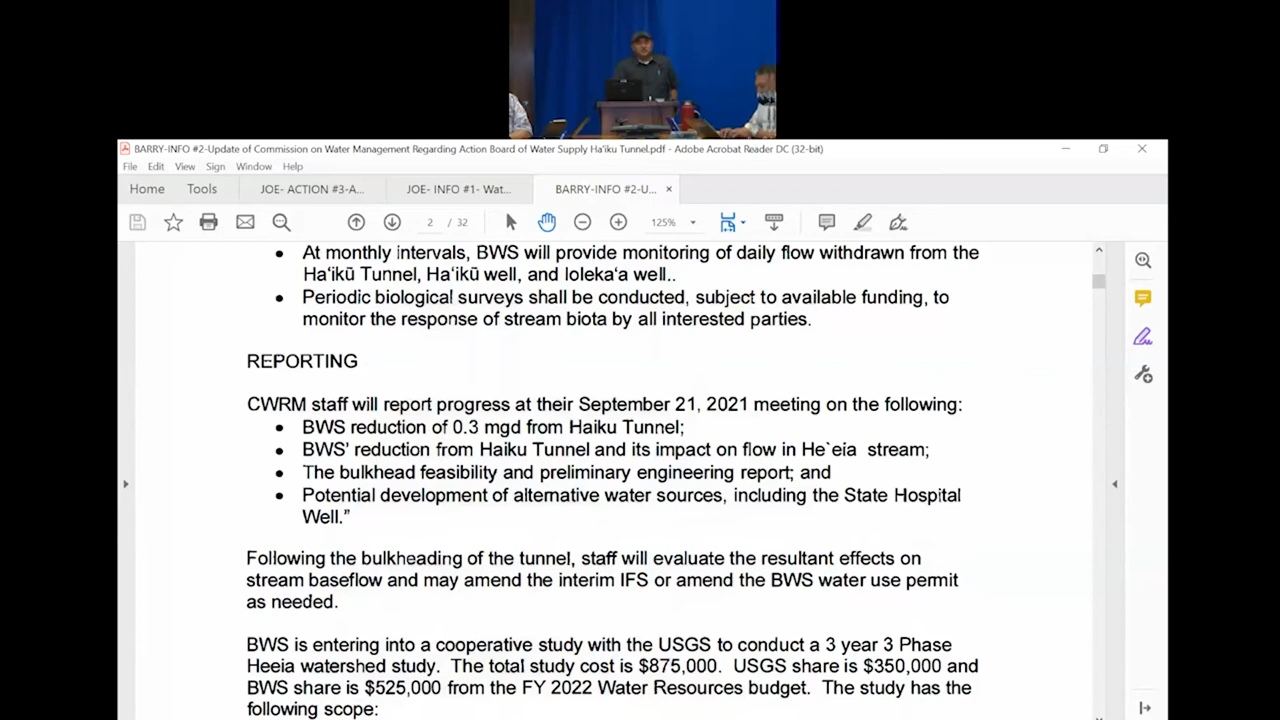 BARRY-INFO #2-Update of Commission on Water Management Regarding Action Board of Water Supply Ha'iku Tunnel.pdf - Adobe Acrobat Reader DC (32-bit)
File Edit View Sign Window Help
Home Tools JOE- ACTION #3-A... JOE- INFO #1- Wat... BARRY-INFO #2-U...
2 / 32 125%
• At monthly intervals, BWS will provide monitoring of daily flow withdrawn from the
Ha‘ikū Tunnel, Ha‘ikū well, and Ioleka‘a well..
• Periodic biological surveys shall be conducted, subject to available funding, to
monitor the response of stream biota by all interested parties.
REPORTING
CWRM staff will report progress at their September 21, 2021 meeting on the following:
• BWS reduction of 0.3 mgd from Haiku Tunnel;
• BWS’ reduction from Haiku Tunnel and its impact on flow in He`eia stream;
• The bulkhead feasibility and preliminary engineering report; and
• Potential development of alternative water sources, including the State Hospital
Well.”
Following the bulkheading of the tunnel, staff will evaluate the resultant effects on
stream baseflow and may amend the interim IFS or amend the BWS water use permit
as needed.
BWS is entering into a cooperative study with the USGS to conduct a 3 year 3 Phase
Heeia watershed study. The total study cost is $875,000. USGS share is $350,000 and
BWS share is $525,000 from the FY 2022 Water Resources budget. The study has the
following scope: